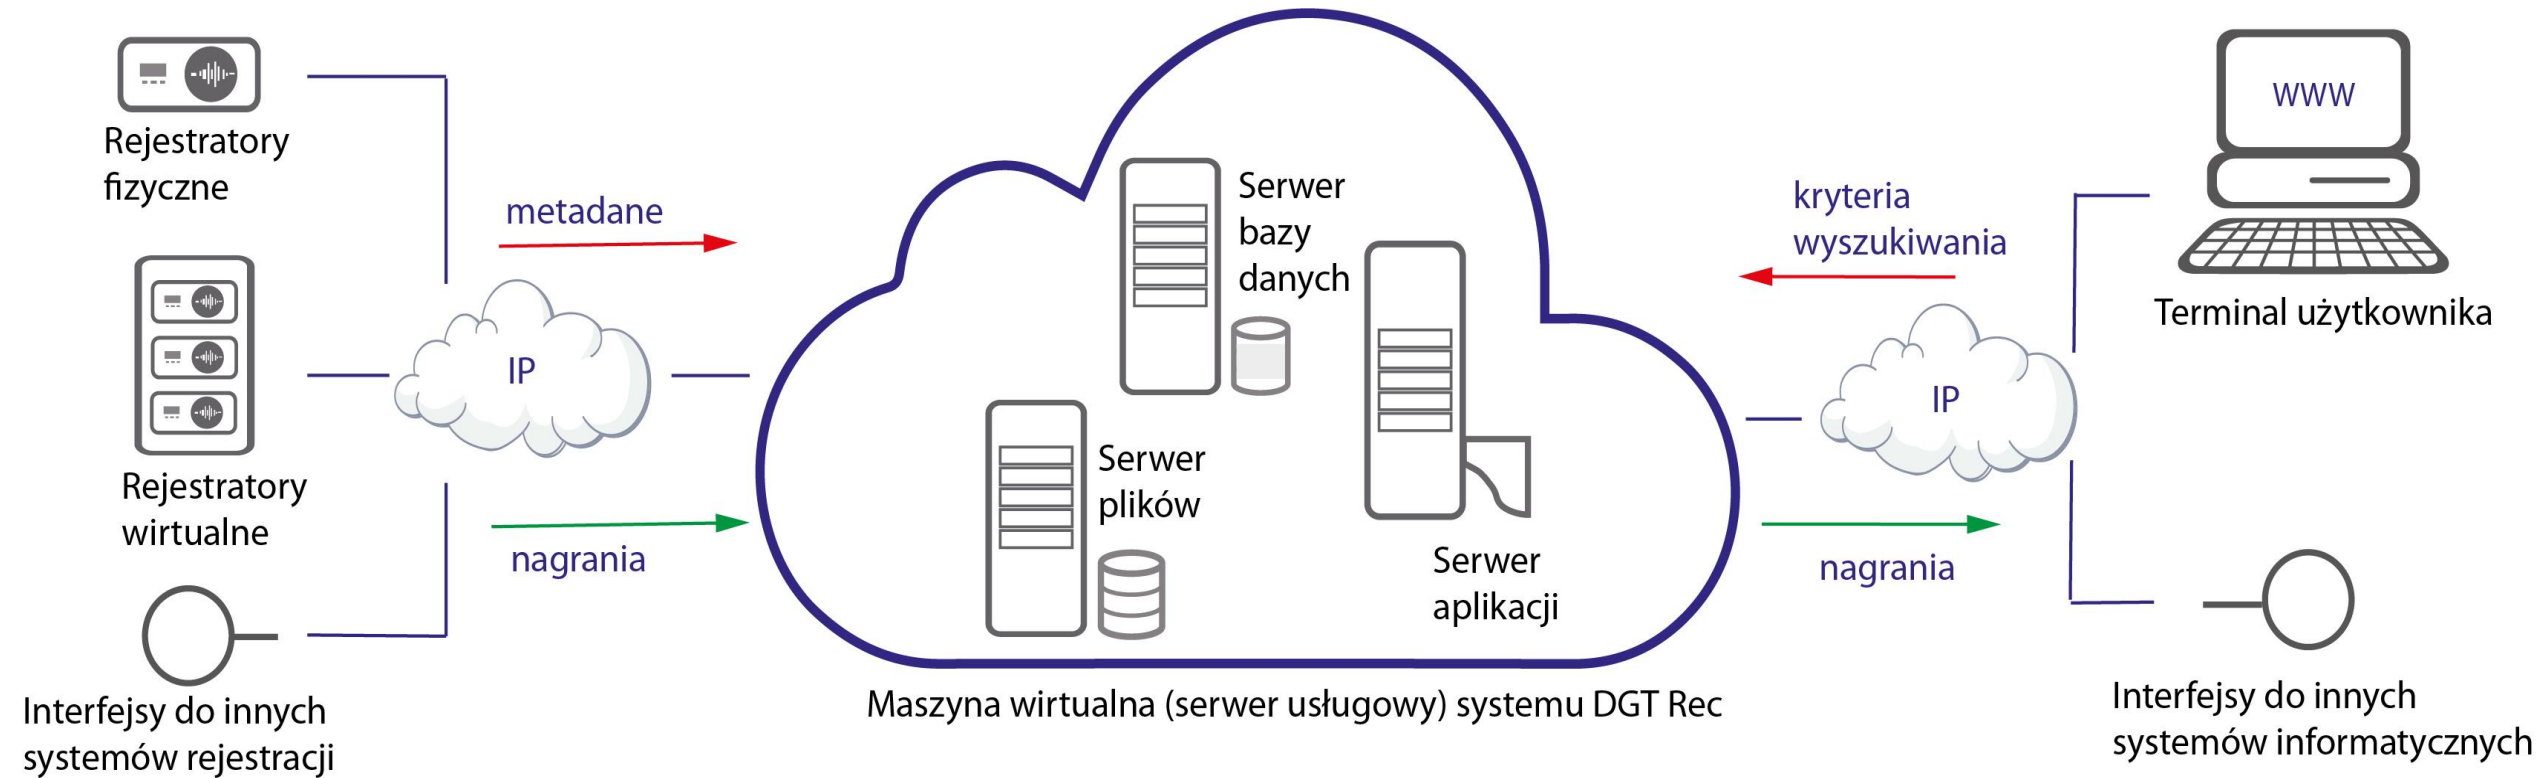 Rejestratory
fizyczne
metadane
IP
Rejestratory
wirtualne
nagrania
Interfejsy do innych
systemów rejestracji
Serwer
bazy
danych
Serwer
plików
Serwer
aplikacji
Maszyna wirtualna (serwer usługowy) systemu DGT Rec
kryteria
wyszukiwania
IP
nagrania
WWW
Terminal użytkownika
Interfejsy do innych
systemów informatycznych